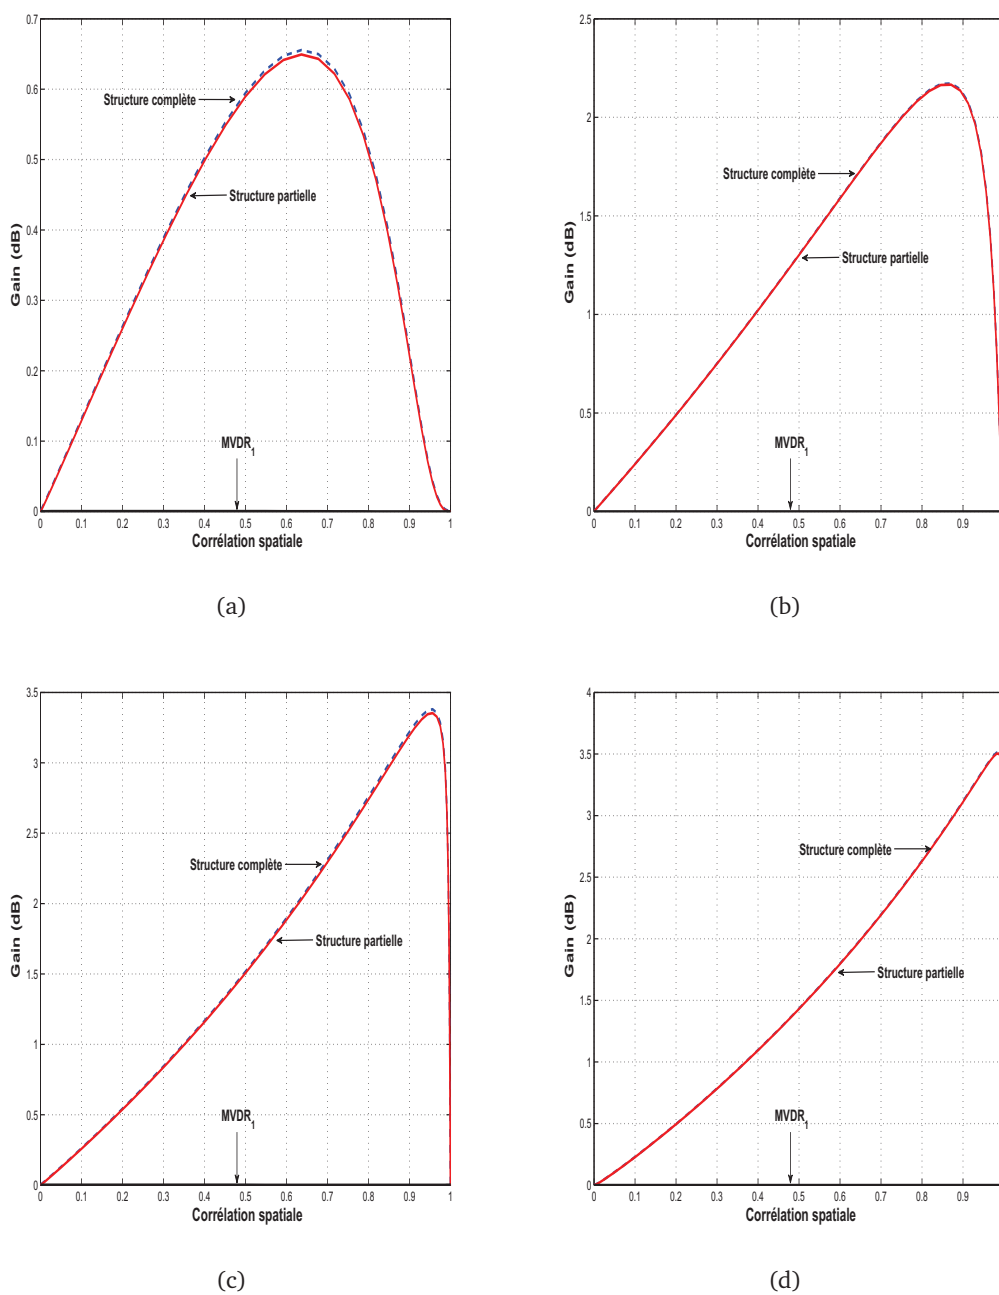 0.7
0.6
0.5
0.4
0.3
0.2
0.1
0
Gain (dB)
Structure complète
Structure partielle
MVDR1
0 0.1 0.2 0.3 0.4 0.5 0.6 0.7 0.8 0.9 1
Corrélation spatiale
(a)
2.5
2
1.5
1
0.5
0
Gain (dB)
Structure complète
Structure partielle
MVDR1
0 0.1 0.2 0.3 0.4 0.5 0.6 0.7 0.8 0.9
Corrélation spatiale
(b)
3.5
3
2.5
2
1.5
1
0.5
0
Gain (dB)
Structure complète
Structure partielle
MVDR1
0 0.1 0.2 0.3 0.4 0.5 0.6 0.7 0.8 0.9 1
Corrélation spatiale
(c)
4
3.5
3
2.5
2
1.5
1
0.5
0
Gain (dB)
Structure complète
Structure partielle
MVDR1
0 0.1 0.2 0.3 0.4 0.5 0.6 0.7 0.8 0.9
Corrélation spatiale
(d)